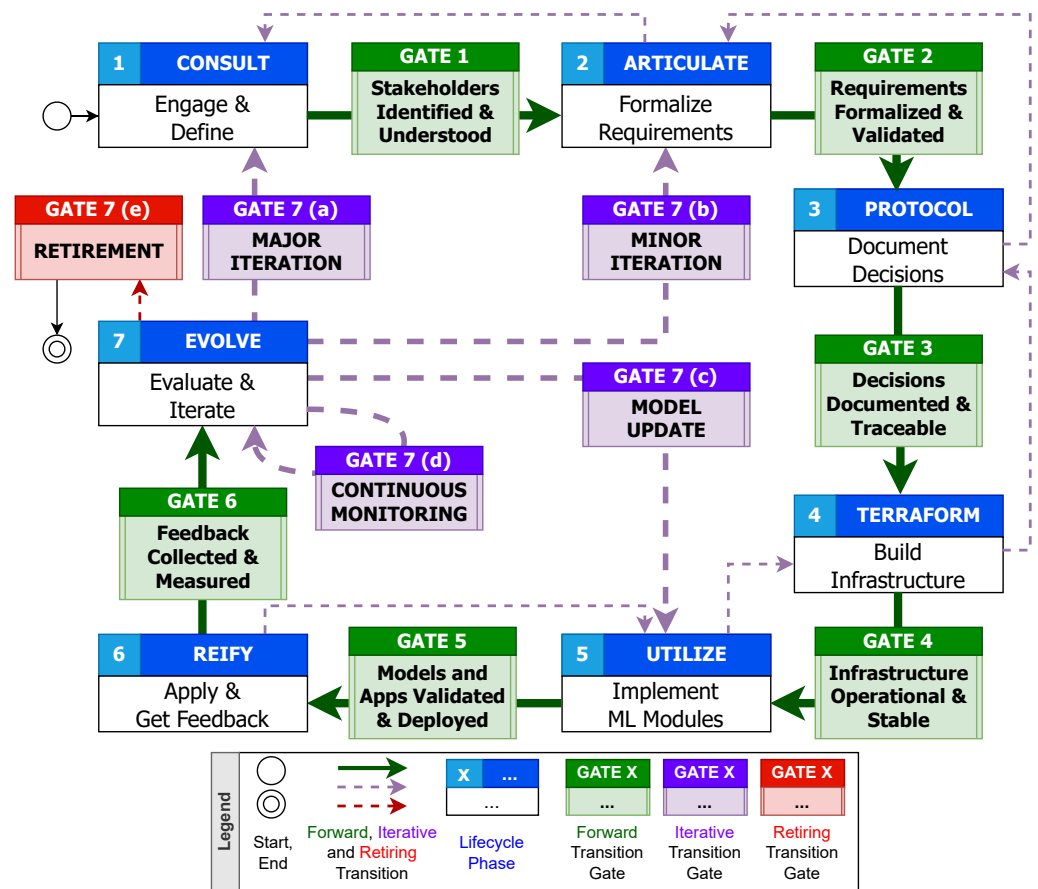 1 CONSULT
Engage &
Define
GATE 1
Stakeholders
Identified &
Understood
2 ARTICULATE
Formalize
Requirements
GATE 2
Requirements
Formalized &
Validated
3 PROTOCOL
Document
Decisions
GATE 7 (e)
RETIREMENT
GATE 7 (a)
MAJOR
ITERATION
GATE 7 (b)
MINOR
ITERATION
7 EVOLVE
Evaluate &
Iterate
GATE 7 (c)
MODEL
UPDATE
GATE 3
Decisions
Documented &
Traceable
GATE 7 (d)
CONTINUOUS
MONITORING
GATE 6
Feedback
Collected &
Measured
4 TERRAFORM
Build
Infrastructure
6 REIFY
Apply &
Get Feedback
GATE 5
Models and
Apps Validated
& Deployed
5 UTILIZE
Implement
ML Modules
GATE 4
Infrastructure
Operational &
Stable
Legend
Start,
End
Forward, Iterative
and Retiring
Transition
X ...
...
Lifecycle
Phase
GATE X
...
Forward
Transition
Gate
GATE X
...
Iterative
Transition
Gate
GATE X
...
Retiring
Transition
Gate